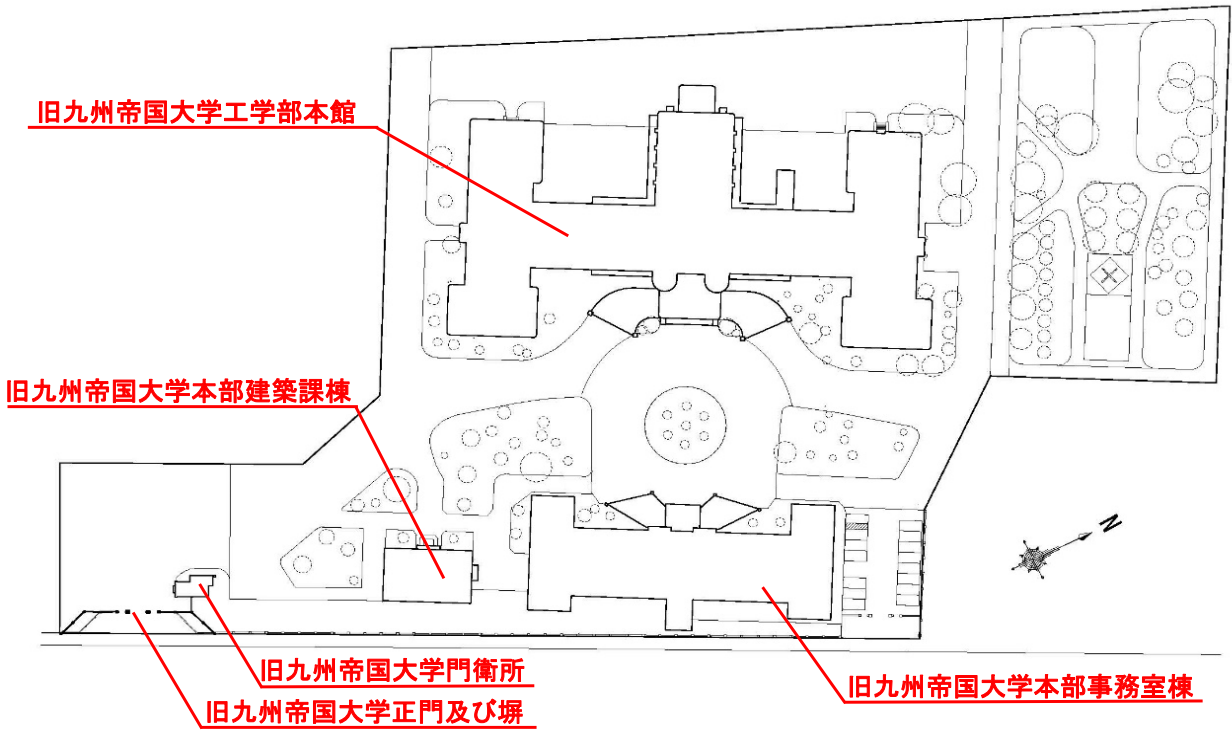 旧九州帝国大学工学部本館
旧九州帝国大学本部建築課棟
N
旧九州帝国大学門衛所
旧九州帝国大学本部事務室棟
旧九州帝国大学正門及び塀